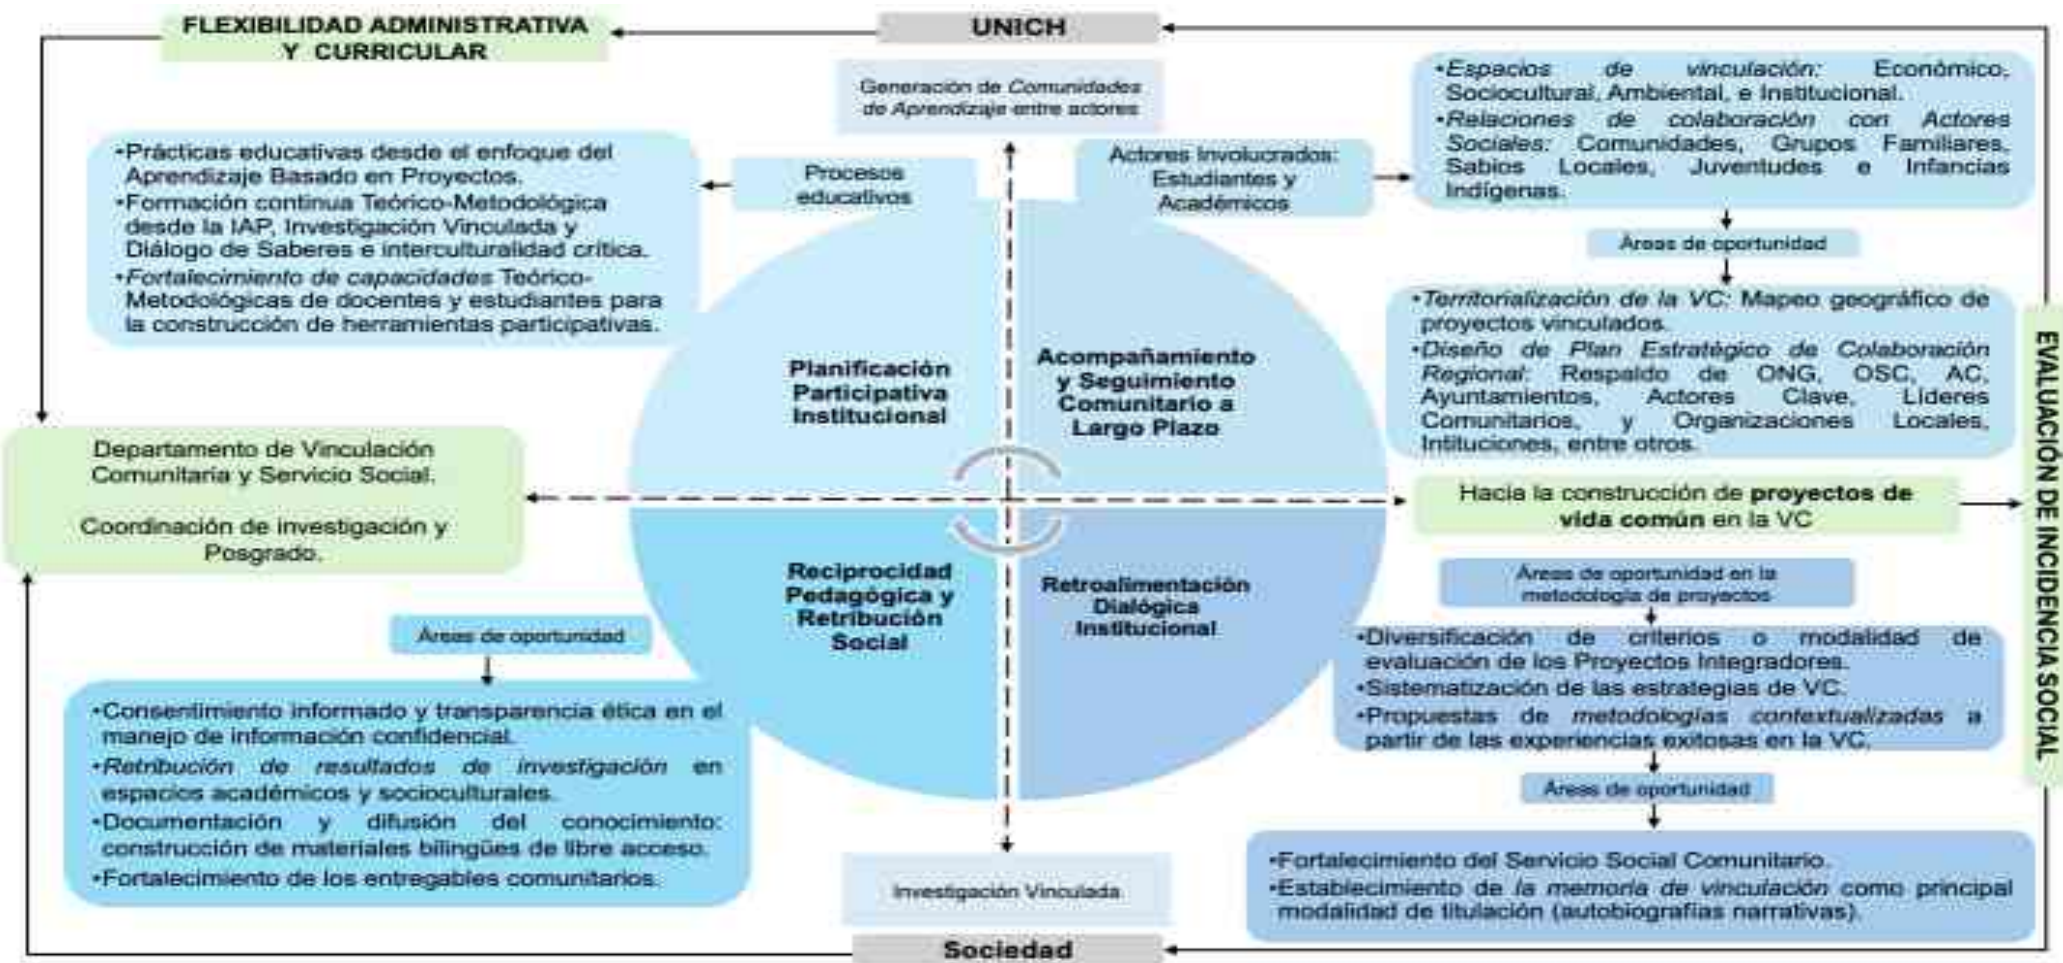 FLEXIBILIDAD ADMINISTRATIVA
Y CURRICULAR
UNICH
Generación de Comunidades
de Aprendizaje entre actores
•Espacios de vinculación: Económico,
Sociocultural, Ambiental, e Institucional.
•Relaciones de colaboración con Actores
Sociales: Comunidades, Grupos Familiares,
Sabios Locales, Juventudes e Infancias
Indígenas.
•Prácticas educativas desde el enfoque del
Aprendizaje Basado en Proyectos.
•Formación continua Teórico-Metodológica
desde la IAP, Investigación Vinculada y
Diálogo de Saberes e interculturalidad crítica.
•Fortalecimiento de capacidades Teórico-
Metodológicas de docentes y estudiantes para
la construcción de herramientas participativas.
Procesos
educativos
Actores Involucrados:
Estudiantes y
Académicos
Áreas de oportunidad
•Territorialización de la VC: Mapeo geográfico de
proyectos vinculados.
•Diseño de Plan Estratégico de Colaboración
Regional: Respaldo de ONG, OSC, AC,
Ayuntamientos, Actores Clave, Líderes
Comunitarios, y Organizaciones Locales,
Intituciones, entre otros.
Planificación
Participativa
Institucional
Acompañamiento
y Seguimiento
Comunitario a
Largo Plazo
Departamento de Vinculación
Comunitaria y Servicio Social.
Coordinación de investigación y
Posgrado.
Hacia la construcción de proyectos de
vida común en la VC
EVALUACIÓN DE INCIDENCIA SOCIAL
Reciprocidad
Pedagógica y
Retribución
Social
Retroalimentación
Dialógica
Institucional
Áreas de oportunidad en la
metodología de proyectos
•Diversificación de criterios o modalidad de
evaluación de los Proyectos Integradores.
•Sistematización de las estrategias de VC.
•Propuestas de metodologías contextualizadas a
partir de las experiencias exitosas en la VC.
Áreas de oportunidad
•Consentimiento informado y transparencia ética en el
manejo de información confidencial.
•Retribución de resultados de investigación en
espacios académicos y socioculturales.
•Documentación y difusión del conocimiento:
construcción de materiales bilingües de libre acceso.
•Fortalecimiento de los entregables comunitarios.
Áreas de oportunidad
•Fortalecimiento del Servicio Social Comunitario.
•Establecimiento de la memoria de vinculación como principal
modalidad de titulación (autobiografías narrativas).
Investigación Vinculada
Sociedad